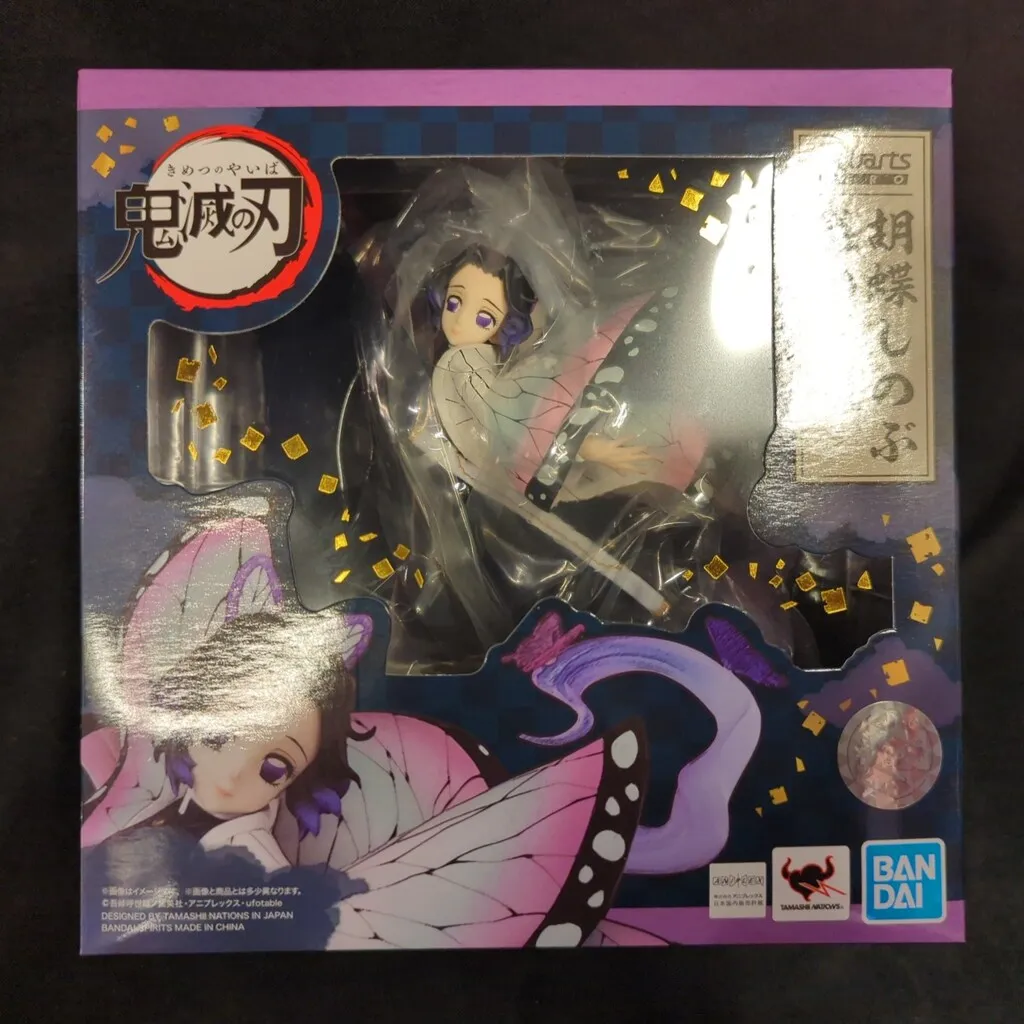 きめつのやいば
鬼滅の刃
胡蝶しのぶ
※画像はイメージです。 ※画像と商品とは多少異なります。
©吾峠呼世晴／集英社・アニプレックス・ufotable
DESIGNED BY TAMASHII NATIONS IN JAPAN
BANDAI SPIRITS MADE IN CHINA
TAMASHII NATIONS
BAN
DAI